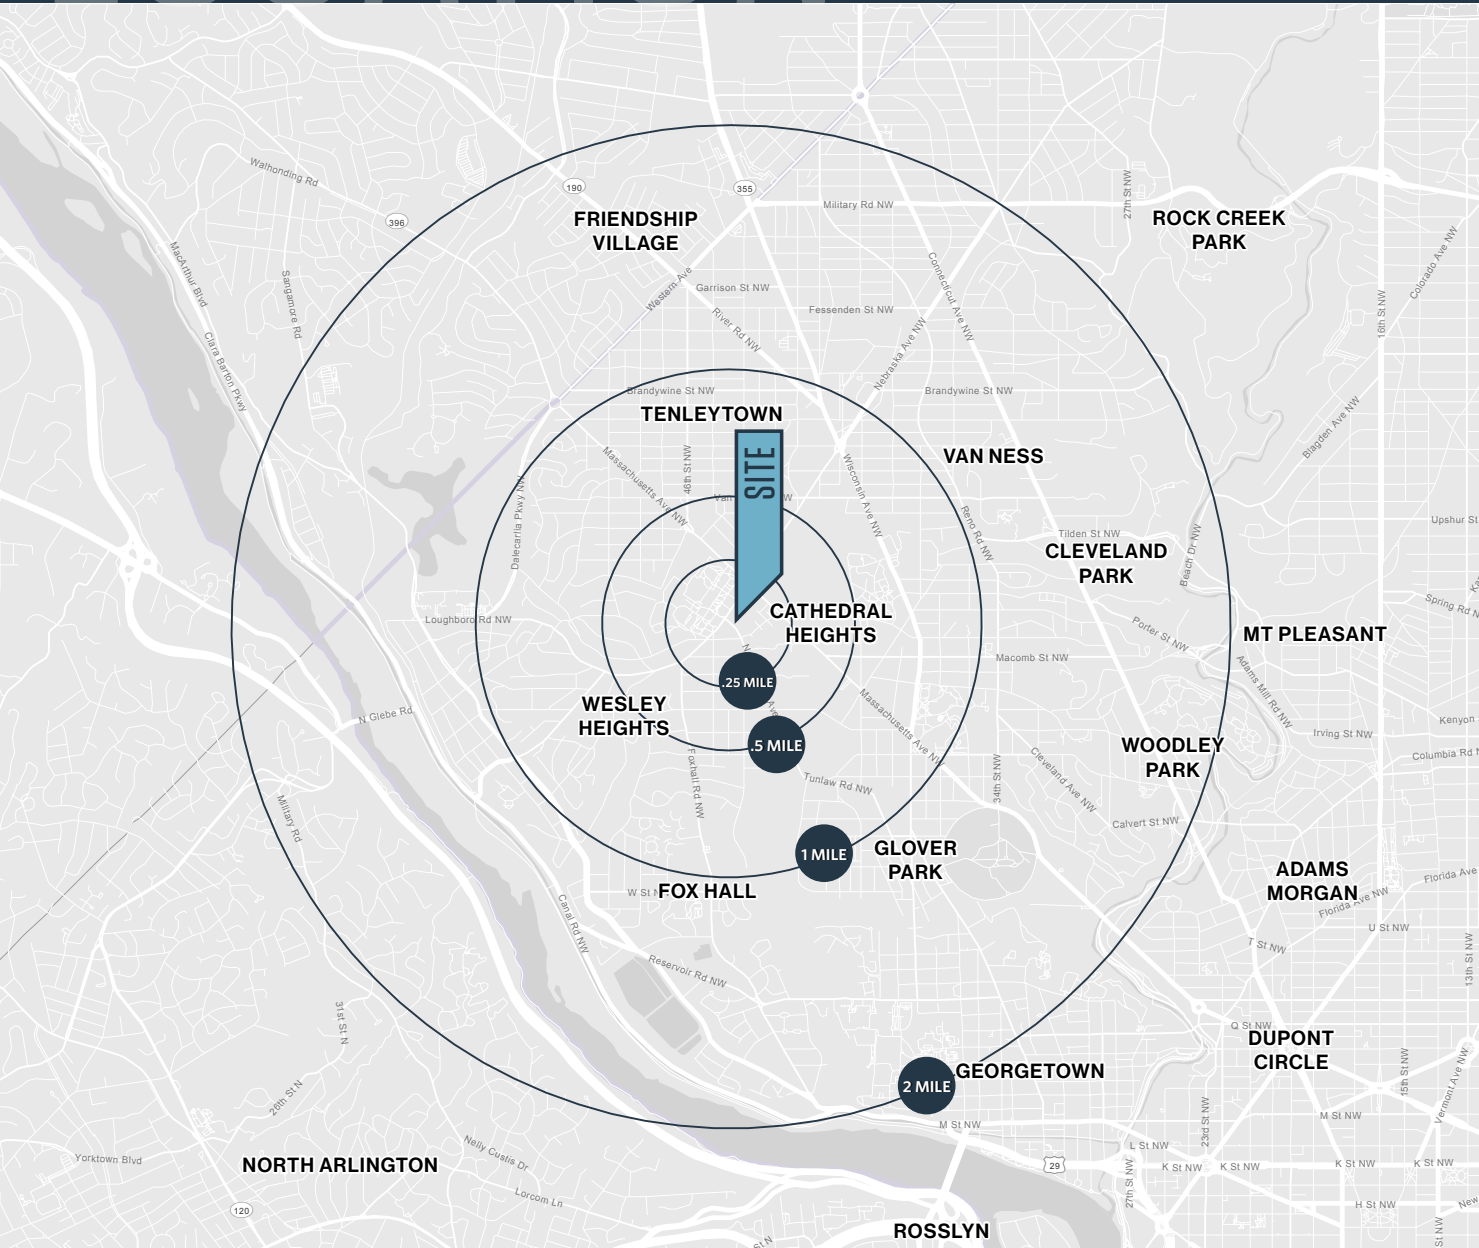 Walhonding Rd
190
355
396
27th St NW
Military Rd NW
FRIENDSHIP
VILLAGE
ROCK CREEK
PARK
MacArthur Blvd
Sangamore Rd
Western Ave
Garrison St NW
Connecticut Ave NW
Colorado Ave NW
16th St NW
Fessenden St NW
River Rd NW
Nebraska Ave NW
Clara Barton Pkwy
Brandywine St NW
Brandywine St NW
TENLEYTOWN
Blagden Ave NW
VAN NESS
SITE
46th St NW
Massachusetts Ave NW
Wisconsin Ave NW
Van
W
Dalecarlia Pkwy NW
Reno Rd NW
Tilden St NW
Upshur St
CLEVELAND
PARK
Beach Dr NW
Spring Rd N
Loughboro Rd NW
CATHEDRAL
HEIGHTS
Porter St NW
MT PLEASANT
N
Macomb St NW
Adams Mill Rd NW
.25 MILE
WESLEY
HEIGHTS
Ave
N Glebe Rd
Massachusetts Ave NW
Kenyon
Irving St NW
.5 MILE
WOODLEY
PARK
Columbia Rd N
Foxhall Rd NW
Tunlaw Rd NW
34th St NW
Cleveland Ave NW
Military Rd
Calvert St NW
1 MILE
GLOVER
PARK
ADAMS
MORGAN
Florida Ave
Florida Ave NW
W St N
FOX HALL
Canal Rd NW
U St NW
T St NW
13th St NW
Reservoir Rd NW
31st St N
Q St NW
DUPONT
CIRCLE
2 MILE
GEORGETOWN
15th St NW
Vermont Ave NW
26th St N
M St NW
M St NW
23rd St NW
L St NW
Nelly Custis Dr
Yorktown Blvd
NORTH ARLINGTON
29
K St NW
K St NW
K St NW
K St NW
27th St NW
Lorcom Ln
H St NW
New
120
ROSSLYN
St N
St NW